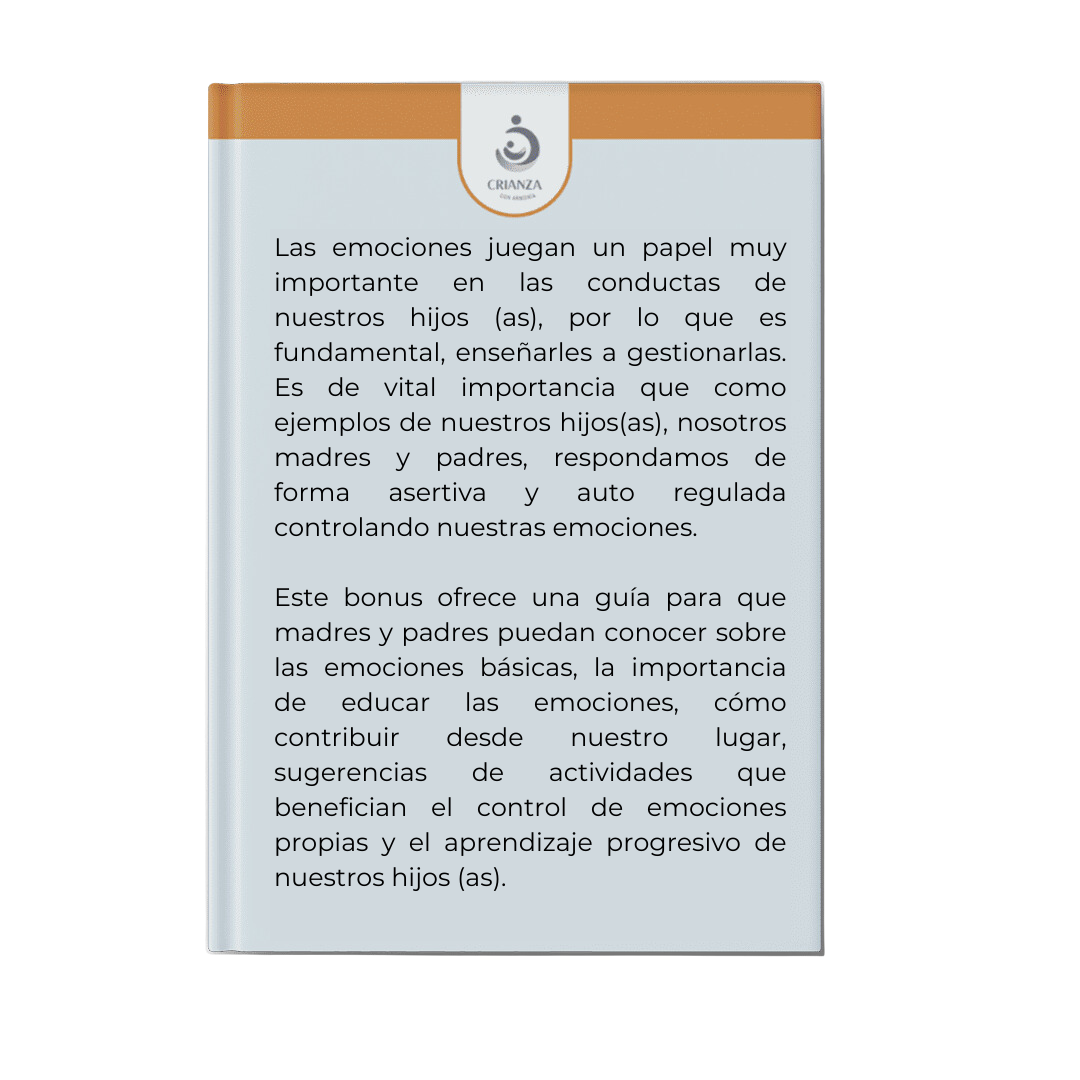 CRIANZA
CON ARMONÍA
Las emociones juegan un papel muy
importante en las conductas de
nuestros hijos (as), por lo que es
fundamental, enseñarles a gestionarlas.
Es de vital importancia que como
ejemplos de nuestros hijos(as), nosotros
madres y padres, respondamos de
forma asertiva y auto regulada
controlando nuestras emociones.
Este bonus ofrece una guía para que
madres y padres puedan conocer sobre
las emociones básicas, la importancia
de educar las emociones, cómo
contribuir desde nuestro lugar,
sugerencias de actividades que
benefician el control de emociones
propias y el aprendizaje progresivo de
nuestros hijos (as).